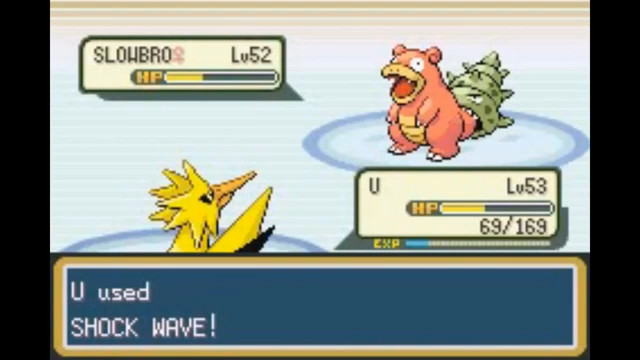 SLOWBRO♀ Lv52
HP
U Lv53
HP
69/169
EXP
U used
SHOCK WAVE!